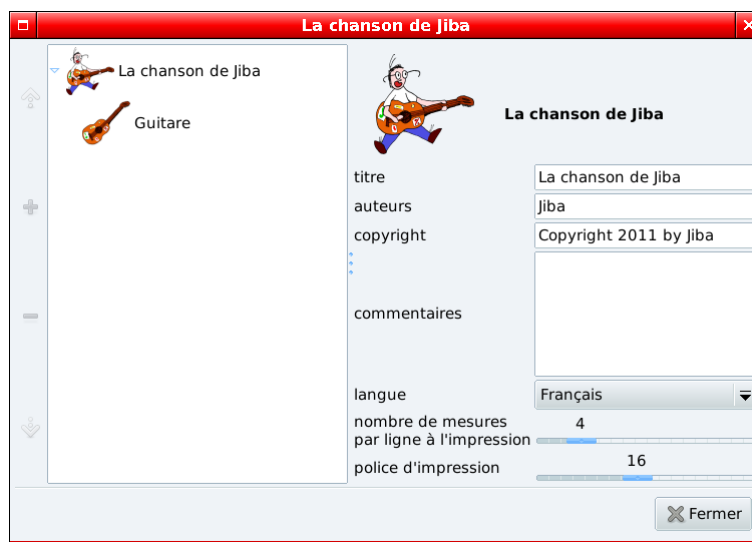 La chanson de Jiba
La chanson de Jiba
Guitare
La chanson de Jiba
titre
La chanson de Jiba
auteurs
Jiba
copyright
Copyright 2011 by Jiba
commentaires
langue
Français
nombre de mesures
par ligne à l'impression
4
police d'impression
16
Fermer